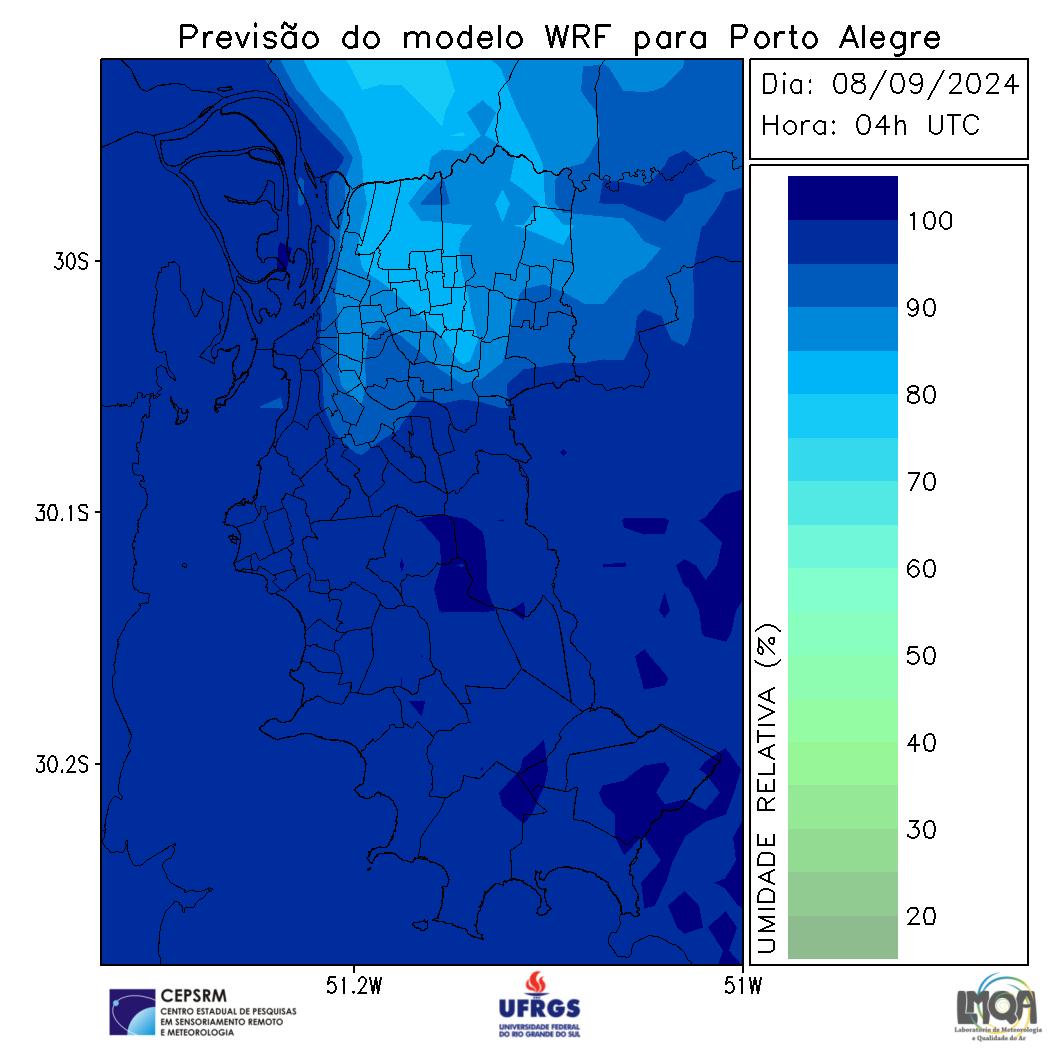 Previsão do modelo WRF para Porto Alegre
Dia: 08/09/2024
Hora: 04h UTC
30S
30.1S
30.2S
51.2W
51W
UMIDADE RELATIVA (%)
100
90
80
70
60
50
40
30
20
CEPSRM
CENTRO ESTADUAL DE PESQUISAS
EM SENSORIAMENTO REMOTO
E METEOROLOGIA
UFRGS
UNIVERSIDADE FEDERAL
DO RIO GRANDE DO SUL
LMQA
Laboratório de Meteorologia
e Qualidade do Ar